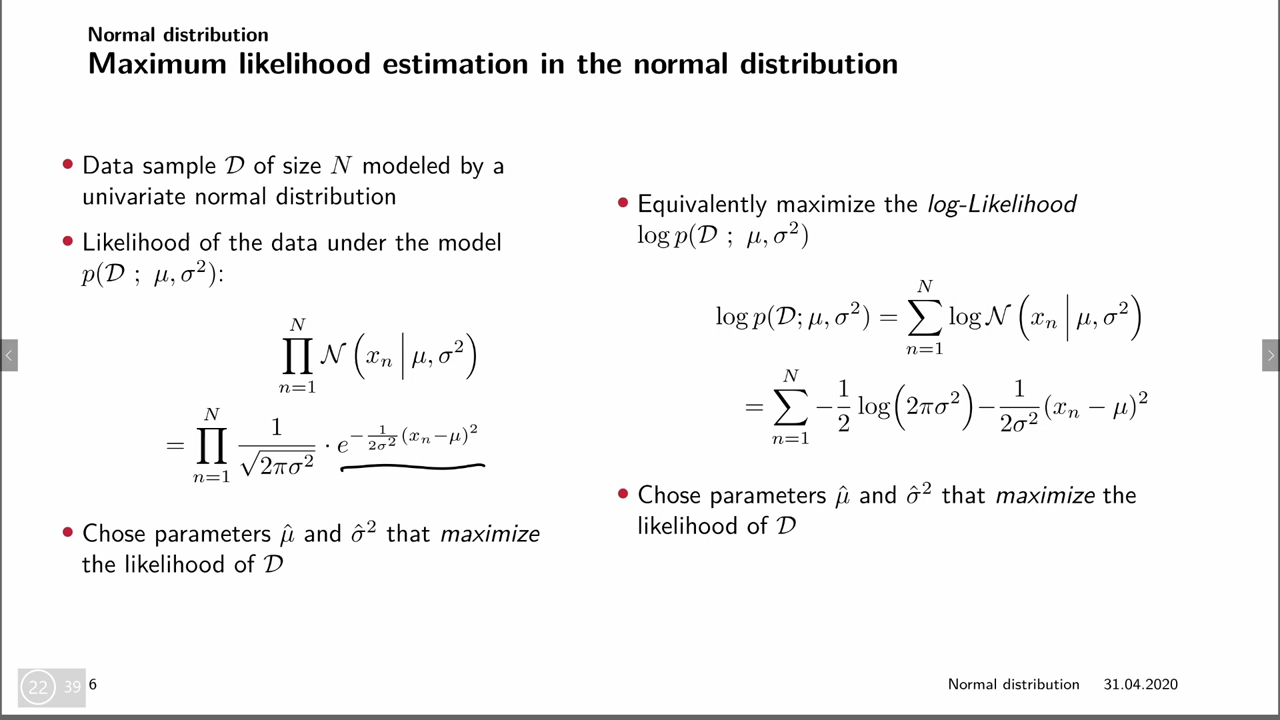 Normal distribution
Maximum likelihood estimation in the normal distribution
• Data sample 𝒟 of size N modeled by a
univariate normal distribution
• Likelihood of the data under the model
p(𝒟 ; μ, σ²):
∏_{n=1}^{N} 𝒩(x_n | μ, σ²)
= ∏_{n=1}^{N} 1/√(2πσ²) · e^{−1/(2σ²)(x_n−μ)²}
• Chose parameters μ̂ and σ̂² that maximize
the likelihood of 𝒟
• Equivalently maximize the log-Likelihood
log p(𝒟 ; μ, σ²)
log p(𝒟; μ, σ²) = ∑_{n=1}^{N} log 𝒩(x_n | μ, σ²)
= ∑_{n=1}^{N} −1/2 log(2πσ²) − 1/(2σ²)(x_n − μ)²
• Chose parameters μ̂ and σ̂² that maximize the
likelihood of 𝒟
22 39 6
Normal distribution 31.04.2020